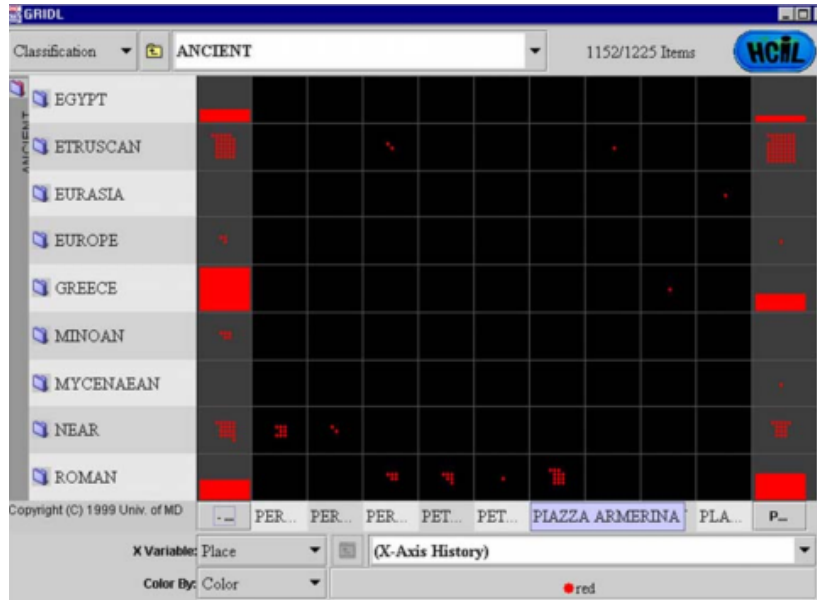 GRIDL
Classification ANCIENT 1152/1225 Items HCIL
ANCIENT
EGYPT
ETRUSCAN
EURASIA
EUROPE
GREECE
MINOAN
MYCENAEAN
NEAR
ROMAN
Copyright (C) 1999 Univ. of MD - ... PER... PER... PER... PET... PET... PIAZZA ARMERINA PLA... P...
X Variable: Place (X-Axis History)
Color By: Color red